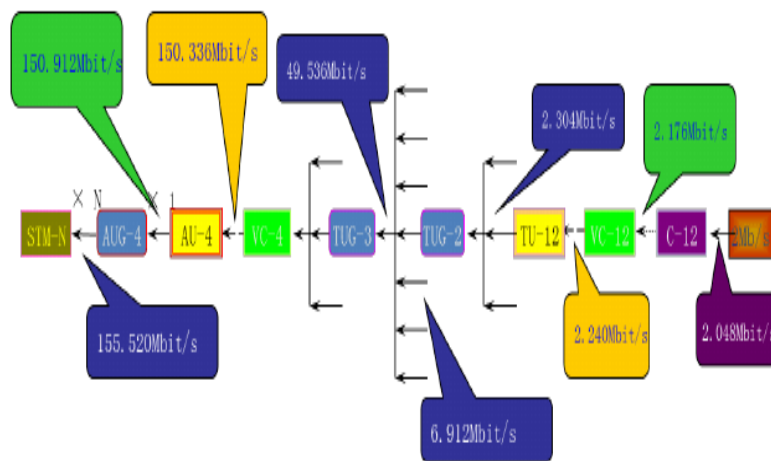 150.912Mbit/s
150.336Mbit/s
49.536Mbit/s
2.304Mbit/s
2.176Mbit/s
× N
× 1
STM-N
AUG-4
AU-4
VC-4
TUG-3
TUG-2
TU-12
VC-12
C-12
2Mb/s
155.520Mbit/s
2.240Mbit/s
2.048Mbit/s
6.912Mbit/s